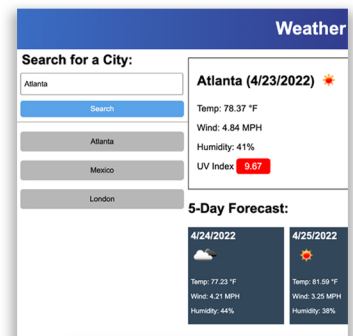 Weather
Search for a City:
Atlanta
Search
Atlanta
Mexico
London
Atlanta (4/23/2022)
Temp: 78.37 °F
Wind: 4.84 MPH
Humidity: 41%
UV Index 9.67
5-Day Forecast:
4/24/2022
Temp: 77.23 °F
Wind: 4.21 MPH
Humidity: 44%
4/25/2022
Temp: 81.59 °F
Wind: 3.25 MPH
Humidity: 38%